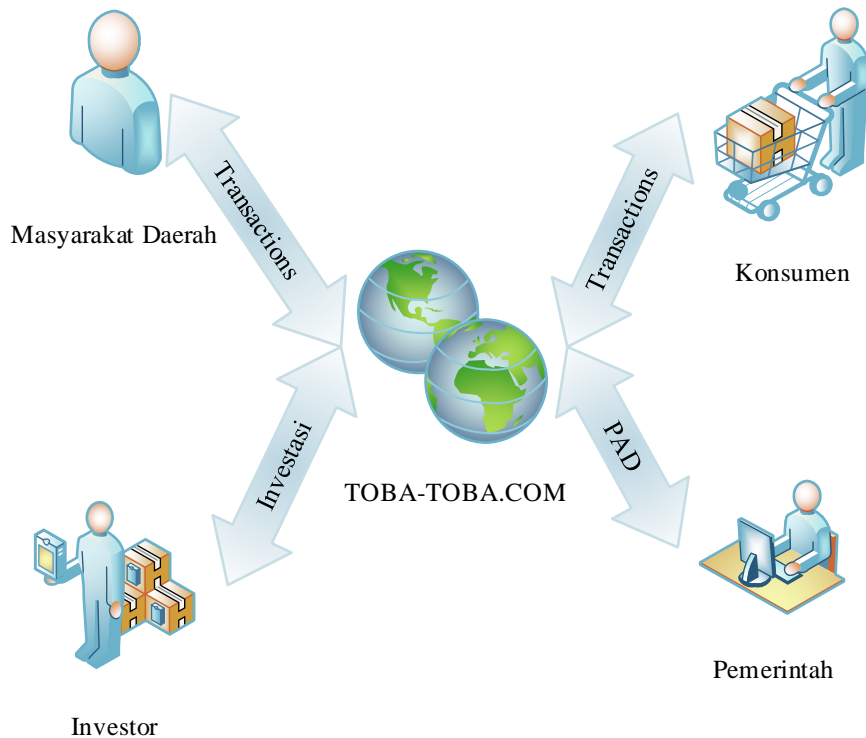 Masyarakat Daerah
Transactions
Transactions
Konsumen
Investasi
TOBA-TOBA.COM
PAD
Investor
Pemerintah